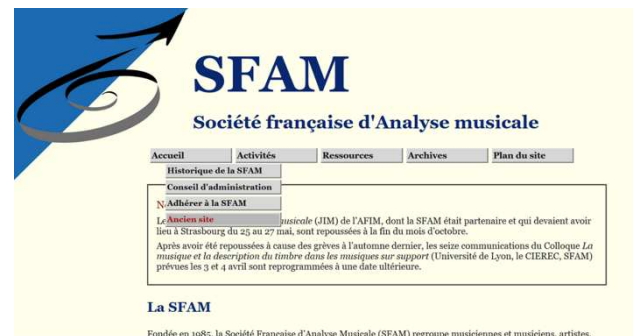 SFAM
Société française d'Analyse musicale
Accueil Activités Ressources Archives Plan du site
Historique de la SFAM
Conseil d'administration
N Adhérer à la SFAM
Le Ancien site musicale (JIM) de l'AFIM, dont la SFAM était partenaire et qui devaient avoir
lieu à Strasbourg du 25 au 27 mai, sont repoussées à la fin du mois d'octobre.
Après avoir été repoussées à cause des grèves à l'automne dernier, les seize communications du Colloque La
musique et la description du timbre dans les musiques sur support (Université de Lyon, le CIEREC, SFAM)
prévues les 3 et 4 avril sont reprogrammées à une date ultérieure.
La SFAM
Fondée en 1985, la Société Française d'Analyse Musicale (SFAM) regroupe musiciennes et musiciens, artistes,